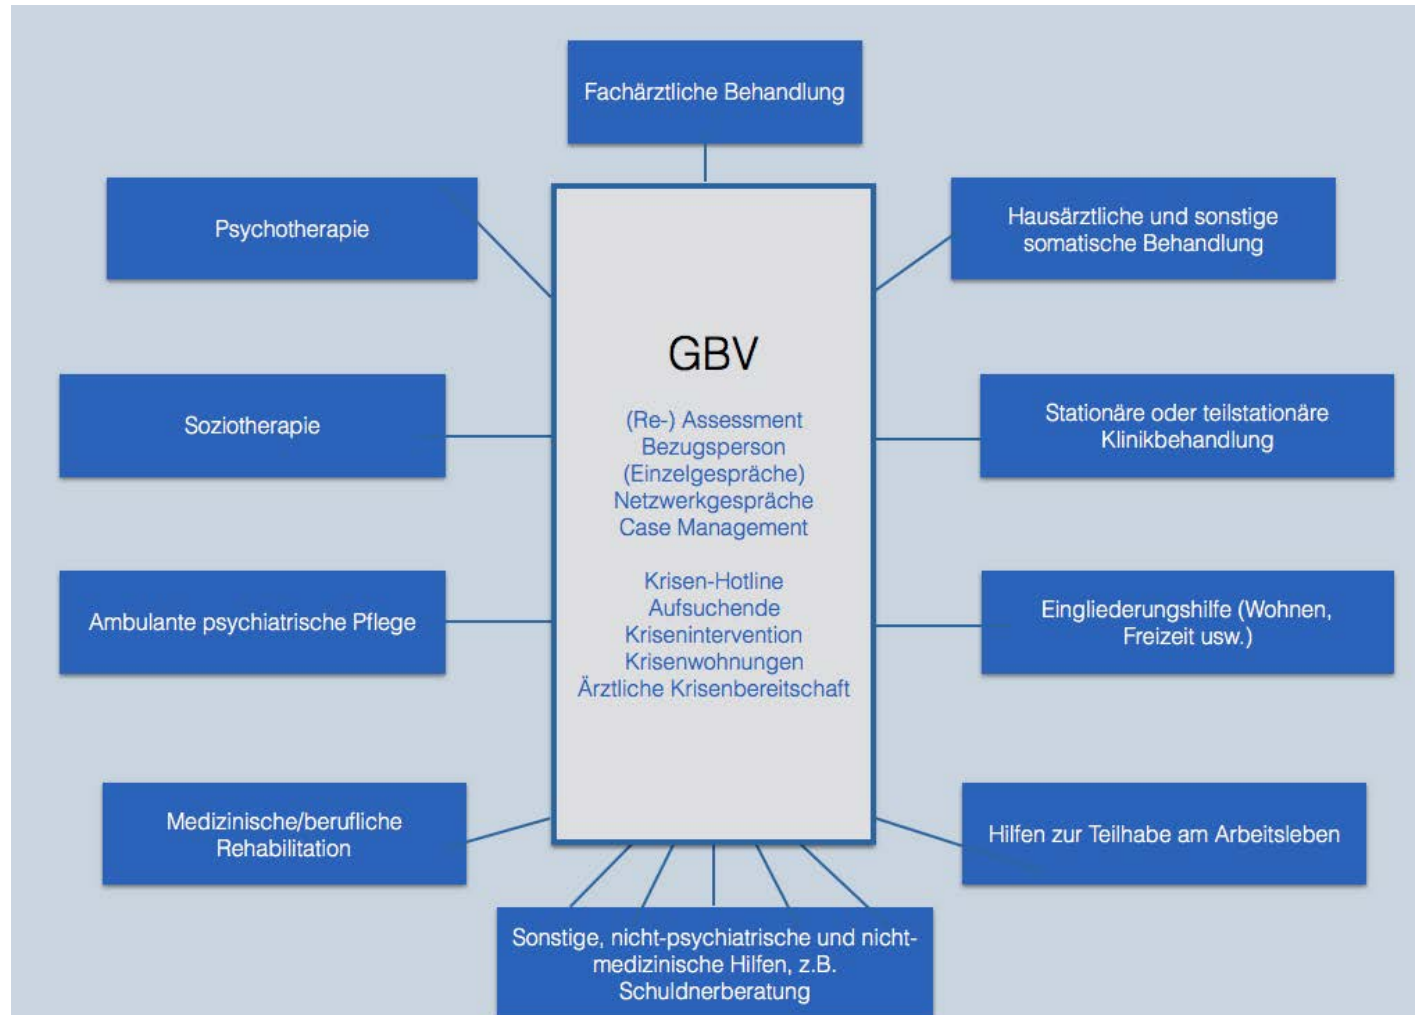 Fachärztliche Behandlung
Psychotherapie
Hausärztliche und sonstige
somatische Behandlung
GBV
(Re-) Assessment
Bezugsperson
(Einzelgespräche)
Netzwerkgespräche
Case Management
Krisen-Hotline
Aufsuchende
Krisenintervention
Krisenwohnungen
Ärztliche Krisenbereitschaft
Soziotherapie
Stationäre oder teilstationäre
Klinikbehandlung
Ambulante psychiatrische Pflege
Eingliederungshilfe (Wohnen,
Freizeit usw.)
Medizinische/berufliche
Rehabilitation
Hilfen zur Teilhabe am Arbeitsleben
Sonstige, nicht-psychiatrische und nicht-
medizinische Hilfen, z.B.
Schuldnerberatung